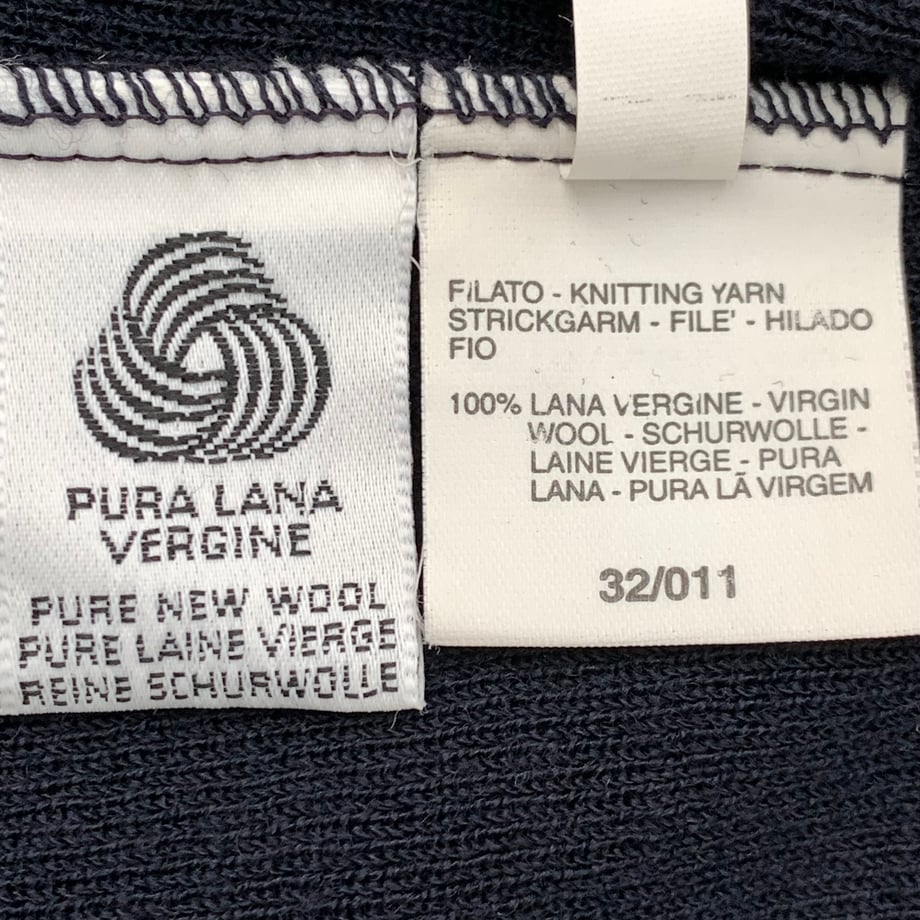 PURA LANA
VERGINE
PURE NEW WOOL
PURE LAINE VIERGE
REINE SCHURWOLLE
FILATO - KNITTING YARN
STRICKGARM - FILE' - HILADO
FIO
100% LANA VERGINE - VIRGIN
WOOL - SCHURWOLLE -
LAINE VIERGE - PURA
LANA - PURA LÃ VIRGEM
32/011